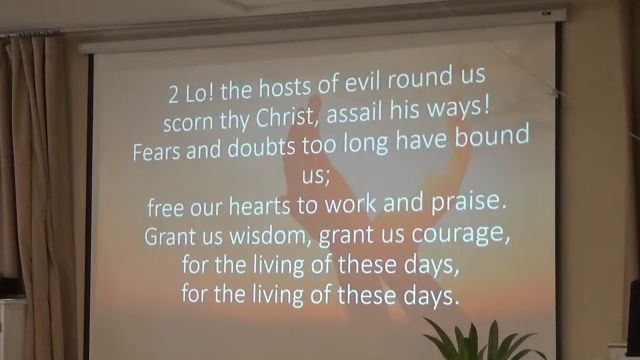 2 Lo! the hosts of evil round us
scorn thy Christ, assail his ways!
Fears and doubts too long have bound
us;
free our hearts to work and praise.
Grant us wisdom, grant us courage,
for the living of these days,
for the living of these days.